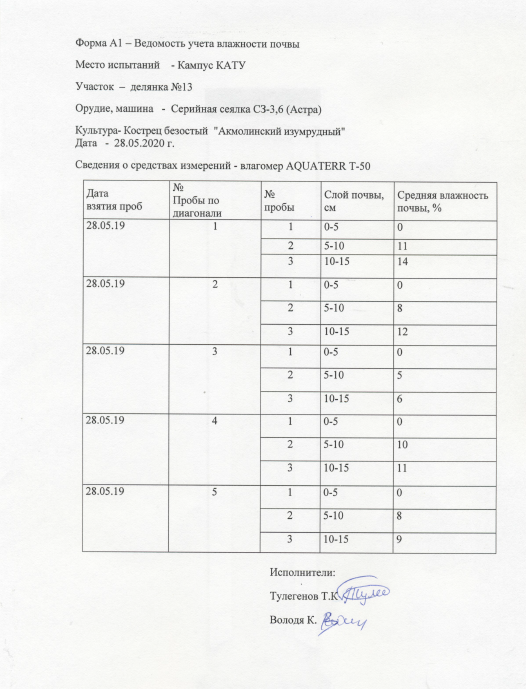 Форма А1 – Ведомость учета влажности почвы
Место испытаний - Кампус КАТУ
Участок – делянка №13
Орудие, машина - Серийная сеялка СЗ-3,6 (Астра)
Культура- Кострец безостый "Акмолинский изумрудный"
Дата - 28.05.2020 г.
Сведения о средствах измерений - влагомер AQUATERR T-50
Дата взятия проб | № Пробы по диагонали | № пробы | Слой почвы, см | Средняя влажность почвы, %
28.05.19 1 1 0-5 0
2 5-10 11
3 10-15 14
28.05.19 2 1 0-5 0
2 5-10 8
3 10-15 12
28.05.19 3 1 0-5 0
2 5-10 5
3 10-15 6
28.05.19 4 1 0-5 0
2 5-10 10
3 10-15 11
28.05.19 5 1 0-5 0
2 5-10 8
3 10-15 9
Исполнители:
Тулегенов Т.К.
Володя К.